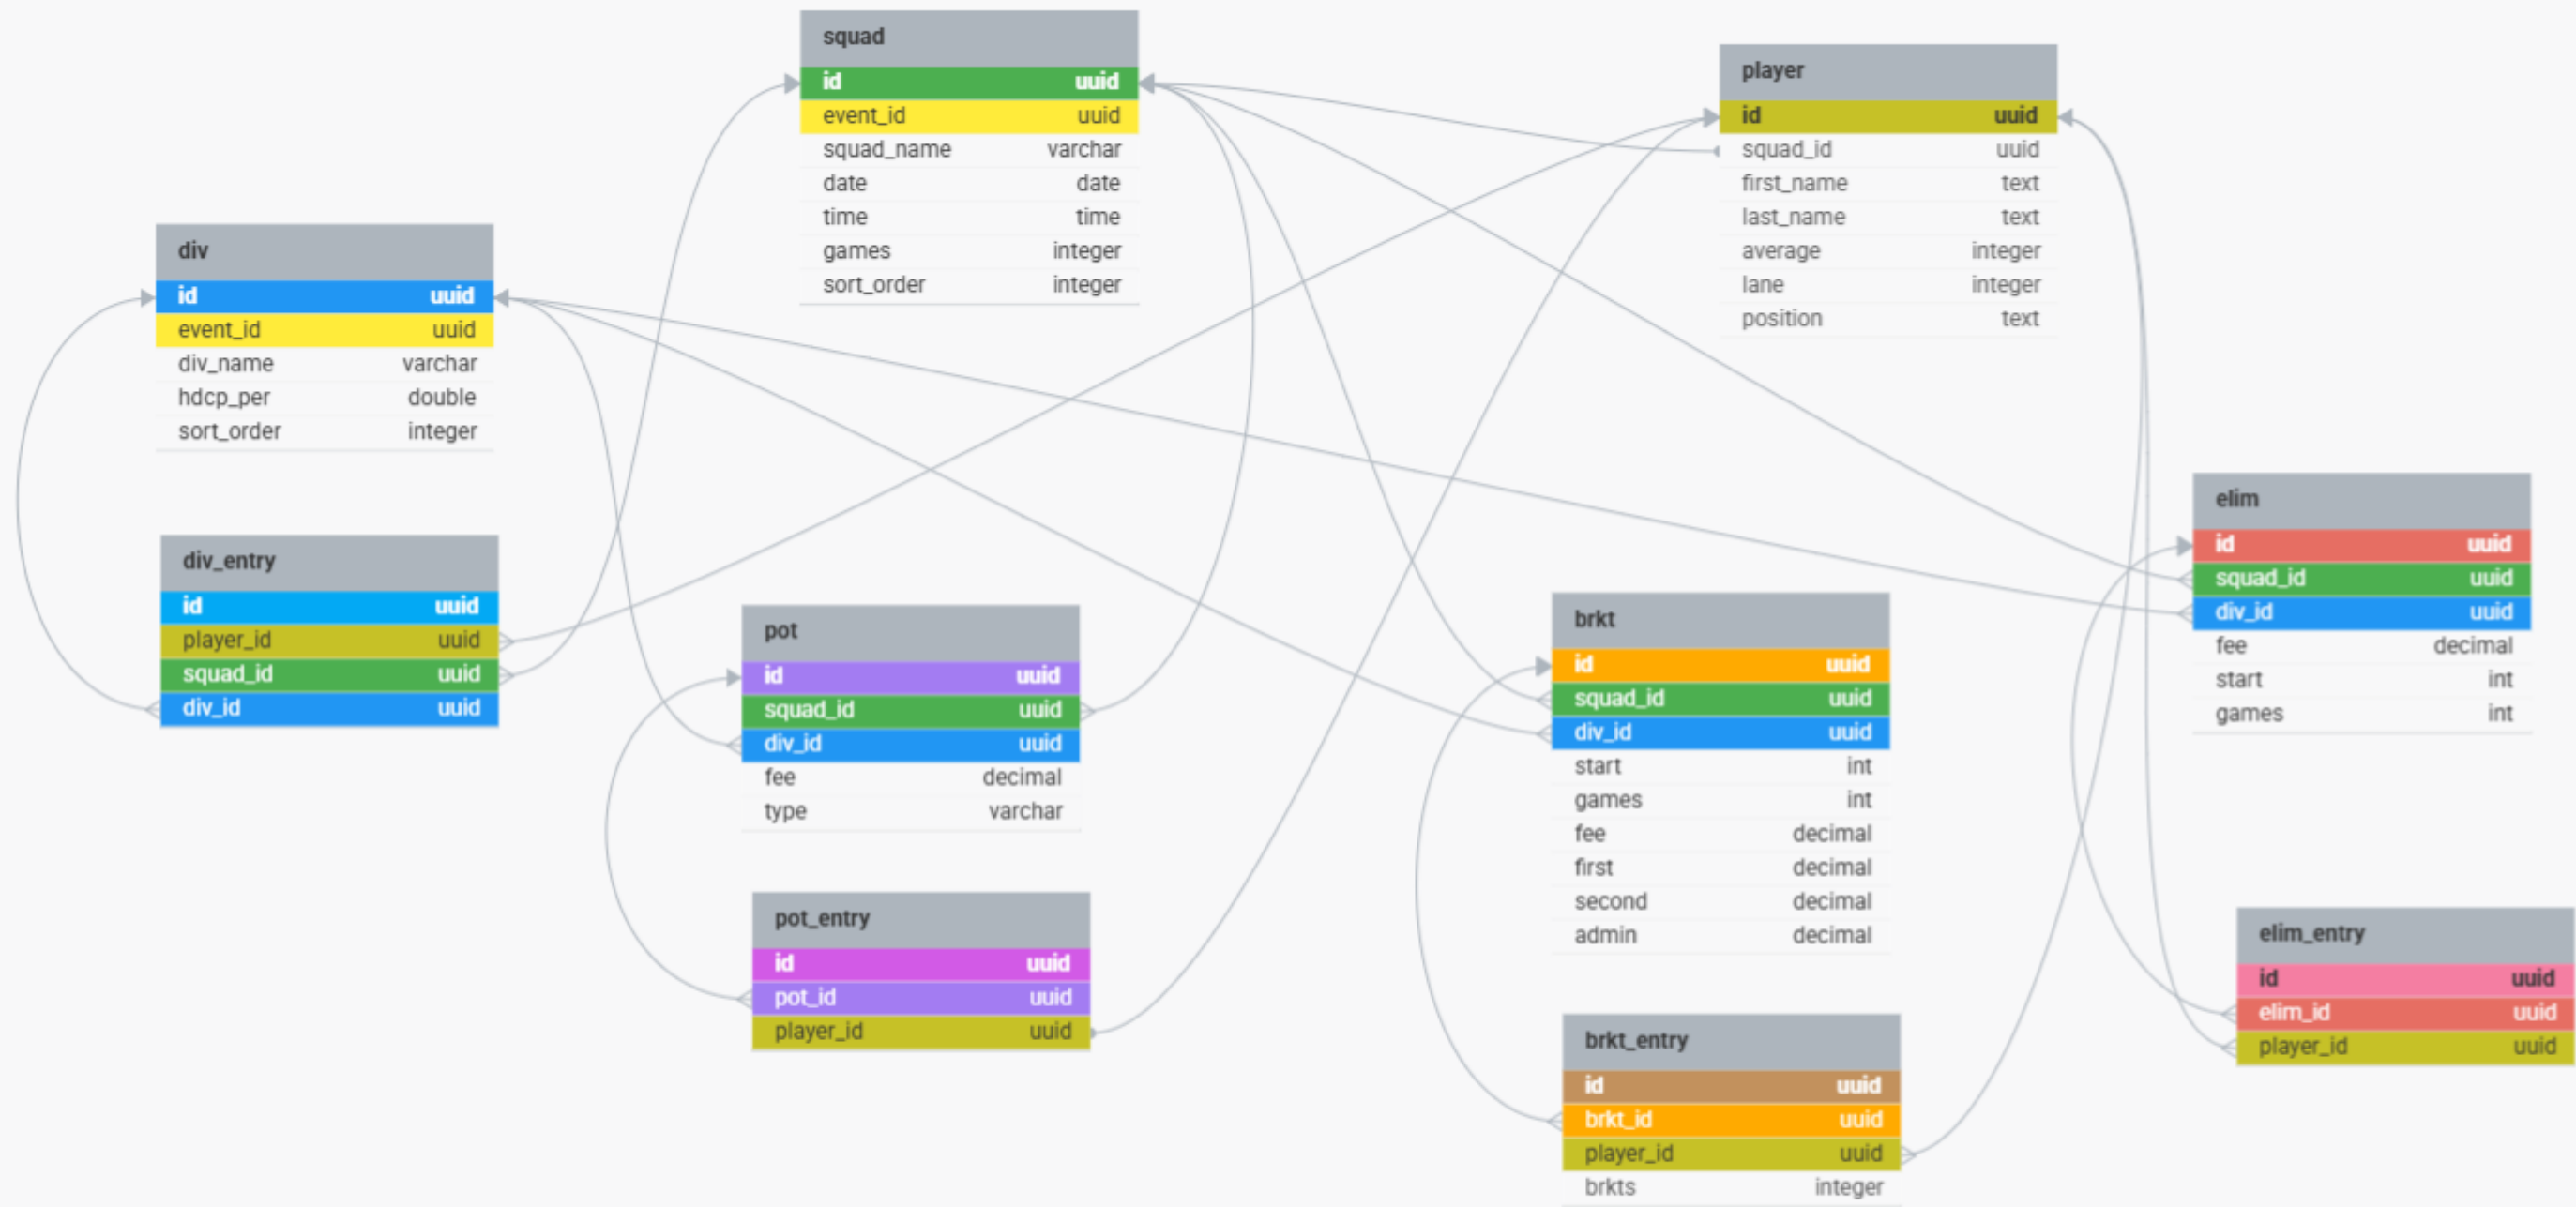 squad
id uuid
event_id uuid
squad_name varchar
date date
time time
games integer
sort_order integer
player
id uuid
squad_id uuid
first_name text
last_name text
average integer
lane integer
position text
div
id uuid
event_id uuid
div_name varchar
hdcp_per double
sort_order integer
elim
id uuid
squad_id uuid
div_id uuid
fee decimal
start int
games int
div_entry
id uuid
player_id uuid
squad_id uuid
div_id uuid
pot
id uuid
squad_id uuid
div_id uuid
fee decimal
type varchar
brkt
id uuid
squad_id uuid
div_id uuid
start int
games int
fee decimal
first decimal
second decimal
admin decimal
pot_entry
id uuid
pot_id uuid
player_id uuid
elim_entry
id uuid
elim_id uuid
player_id uuid
brkt_entry
id uuid
brkt_id uuid
player_id uuid
brkts integer